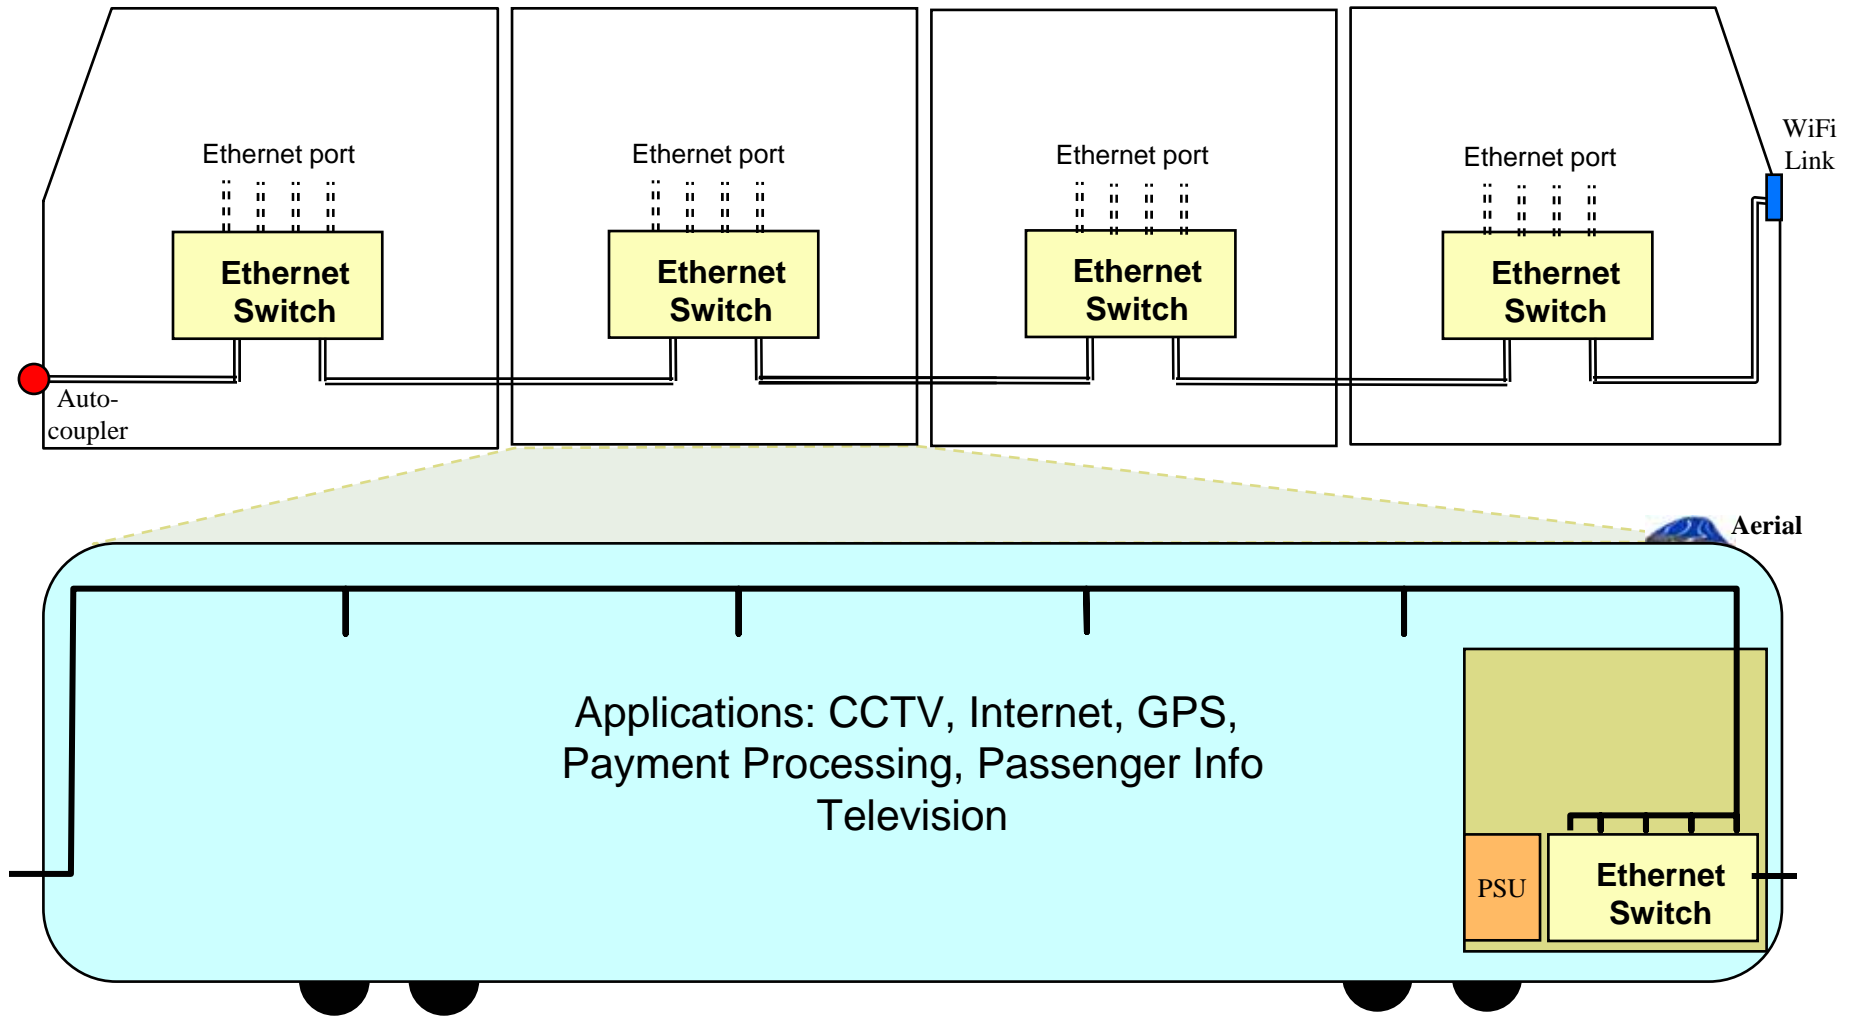 WiFi
Link
Ethernet port
Ethernet port
Ethernet port
Ethernet port
Ethernet
Switch
Ethernet
Switch
Ethernet
Switch
Ethernet
Switch
Auto-
coupler
Aerial
Applications: CCTV, Internet, GPS,
Payment Processing, Passenger Info
Television
PSU
Ethernet
Switch